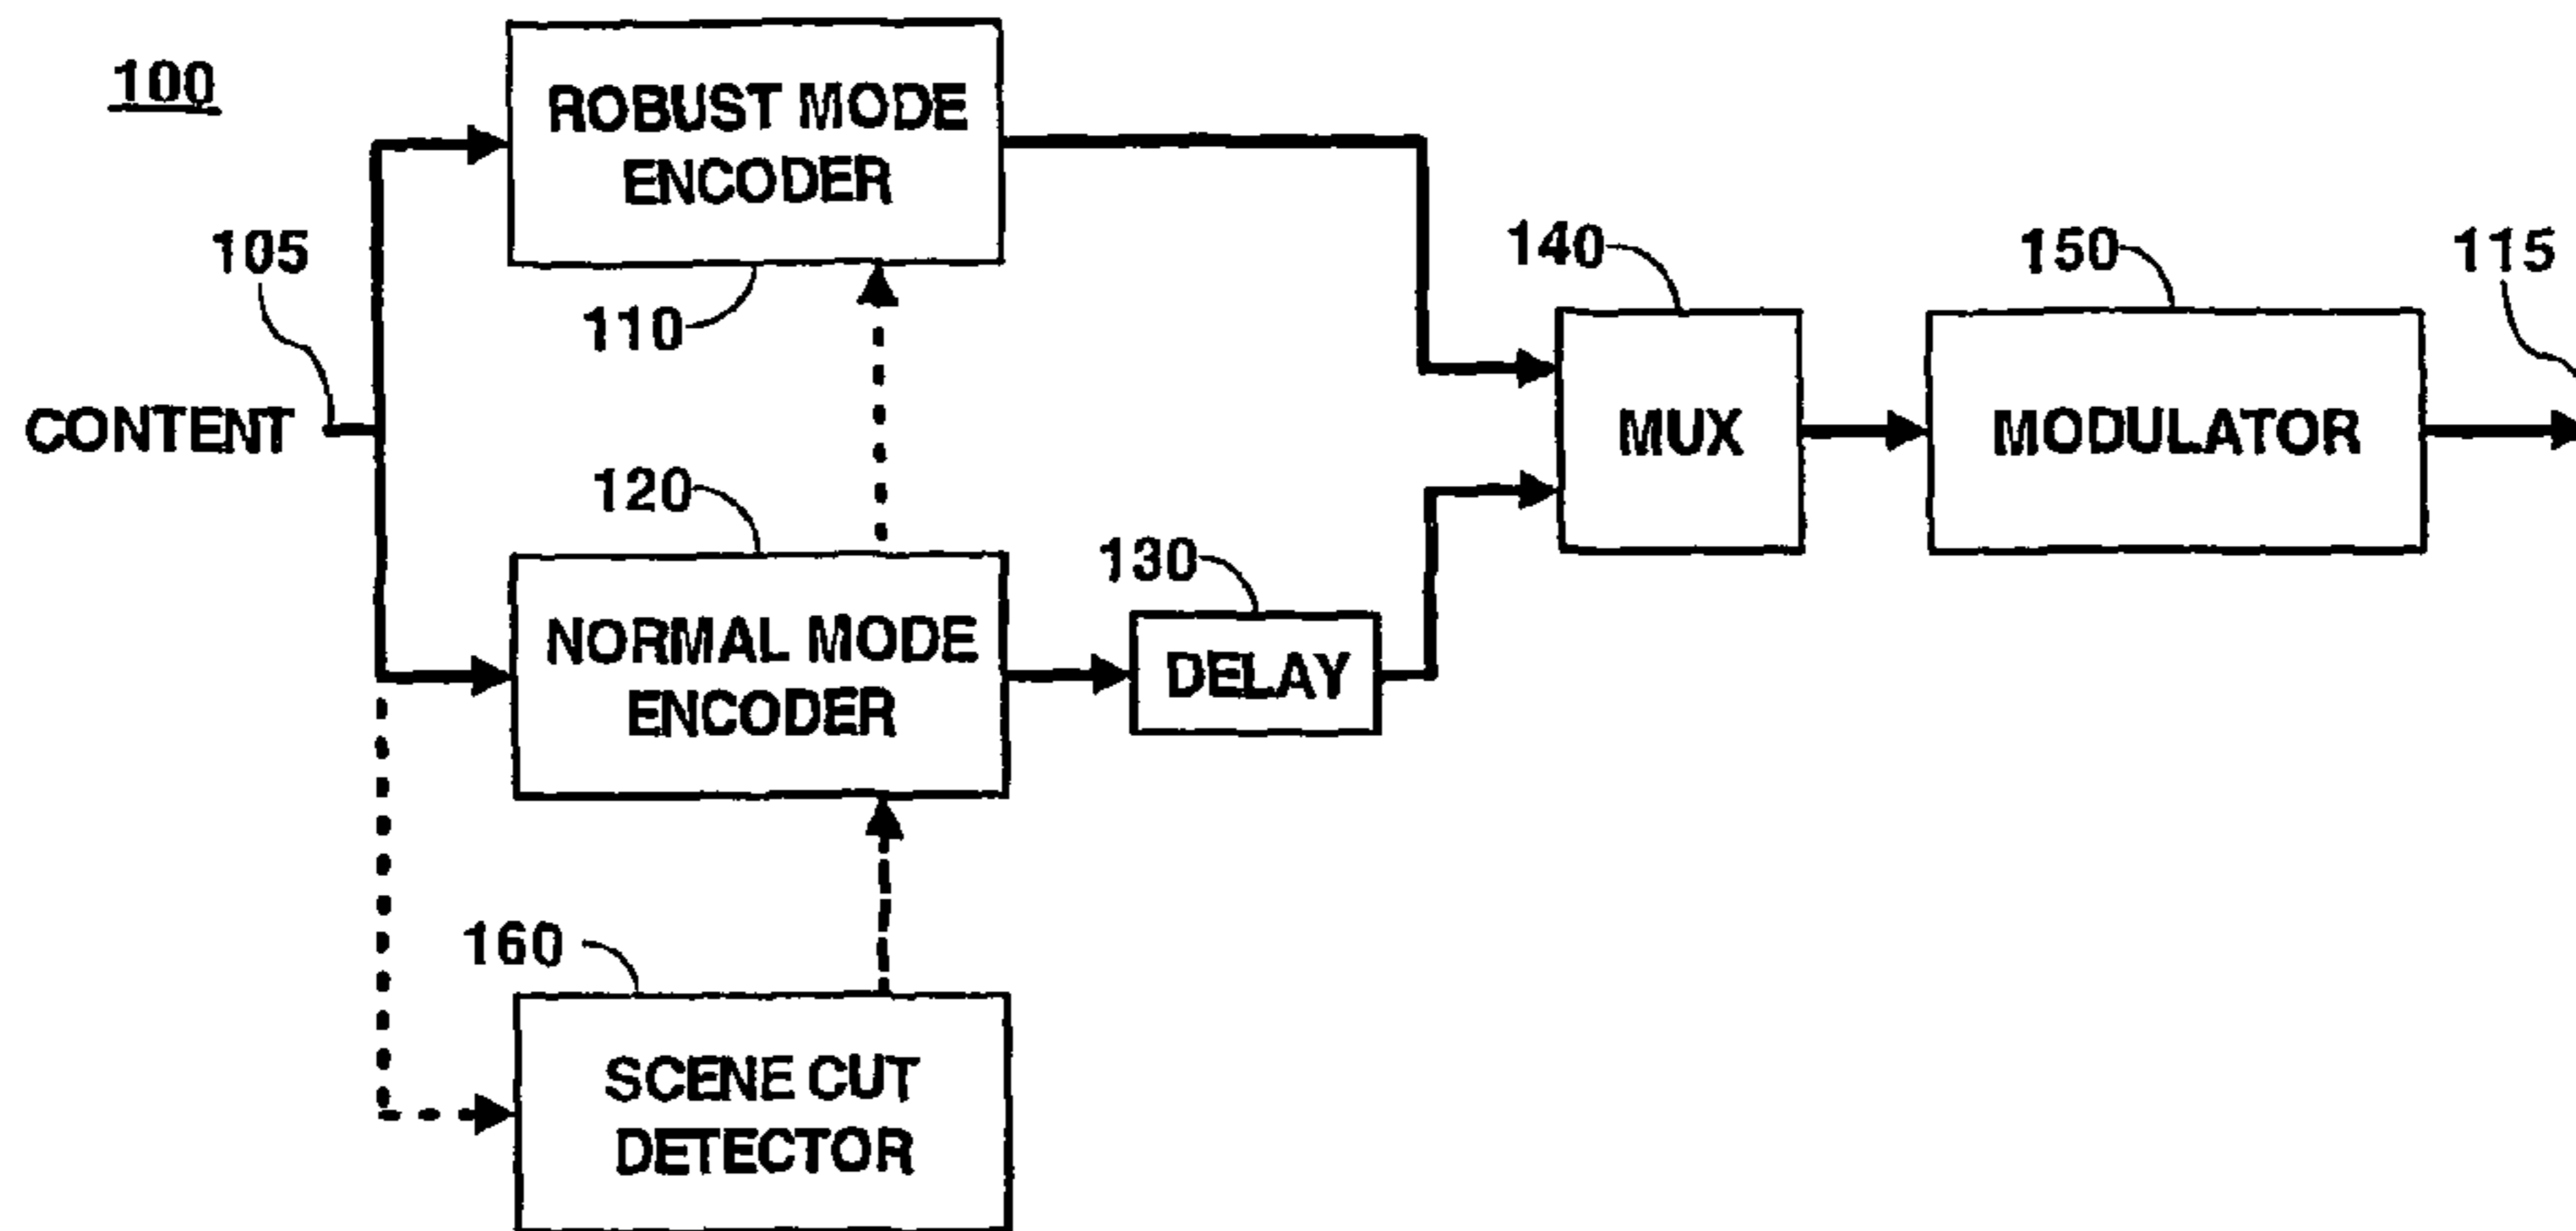 100
ROBUST MODE
ENCODER
105
110
140
150
115
CONTENT
MUX
MODULATOR
120
130
NORMAL MODE
ENCODER
DELAY
160
SCENE CUT
DETECTOR